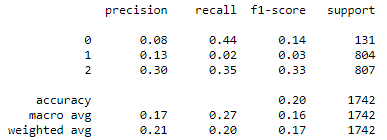 precision recall f1-score support
0 0.08 0.44 0.14 131
1 0.13 0.02 0.03 804
2 0.30 0.35 0.33 807
accuracy 0.20 1742
macro avg 0.17 0.27 0.16 1742
weighted avg 0.21 0.20 0.17 1742